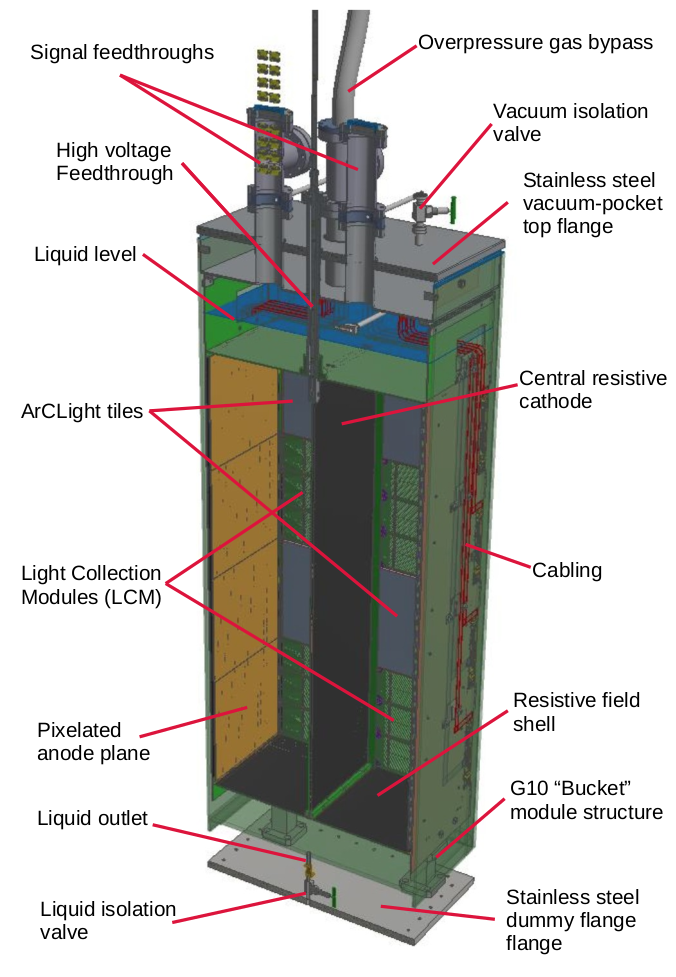 Signal feedthroughs
Overpressure gas bypass
Vacuum isolation
valve
High voltage
Feedthrough
Stainless steel
vacuum-pocket
top flange
Liquid level
Central resistive
cathode
ArCLight tiles
Light Collection
Modules (LCM)
Cabling
Resistive field
shell
Pixelated
anode plane
G10 “Bucket”
module structure
Liquid outlet
Stainless steel
dummy flange
flange
Liquid isolation
valve